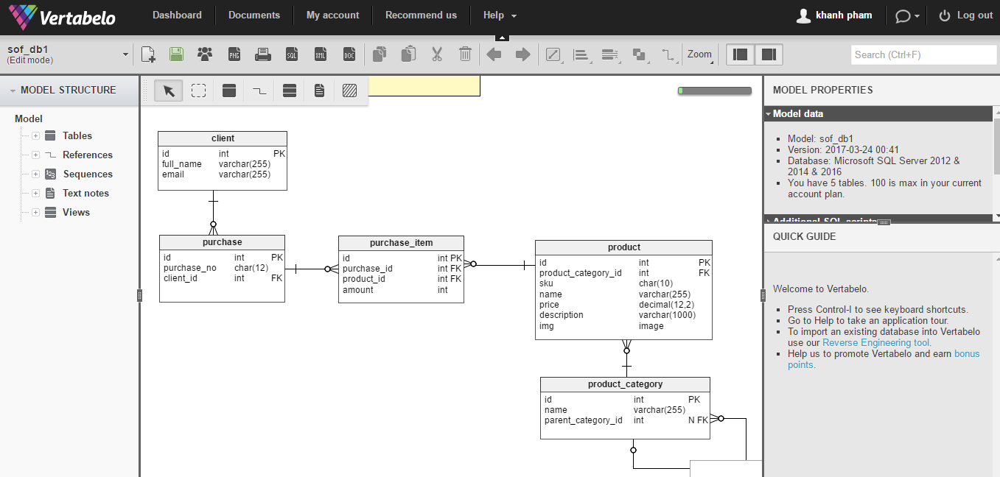 Vertabelo
Dashboard
Documents
My account
Recommend us
Help
khanh pham
Log out
sof_db1
(Edit mode)
PNG
SQL
XML
DOC
Zoom
Search (Ctrl+F)
MODEL STRUCTURE
Model
Tables
References
123 Sequences
Text notes
Views
client
id int PK
full_name varchar(255)
email varchar(255)
purchase
id int PK
purchase_no char(12)
client_id int FK
purchase_item
id int PK
purchase_id int FK
product_id int FK
amount int
product
id int PK
product_category_id int FK
sku char(10)
name varchar(255)
price decimal(12,2)
description varchar(1000)
img image
product_category
id int PK
name varchar(255)
parent_category_id int N FK
MODEL PROPERTIES
Model data
Model: sof_db1
Version: 2017-03-24 00:41
Database: Microsoft SQL Server 2012 &
2014 & 2016
You have 5 tables. 100 is max in your current
account plan.
Additional SQL scripts
QUICK GUIDE
Welcome to Vertabelo.
Press Control-I to see keyboard shortcuts.
Go to Help to take an application tour.
To import an existing database into Vertabelo
use our Reverse Engineering tool.
Help us to promote Vertabelo and earn bonus
points.